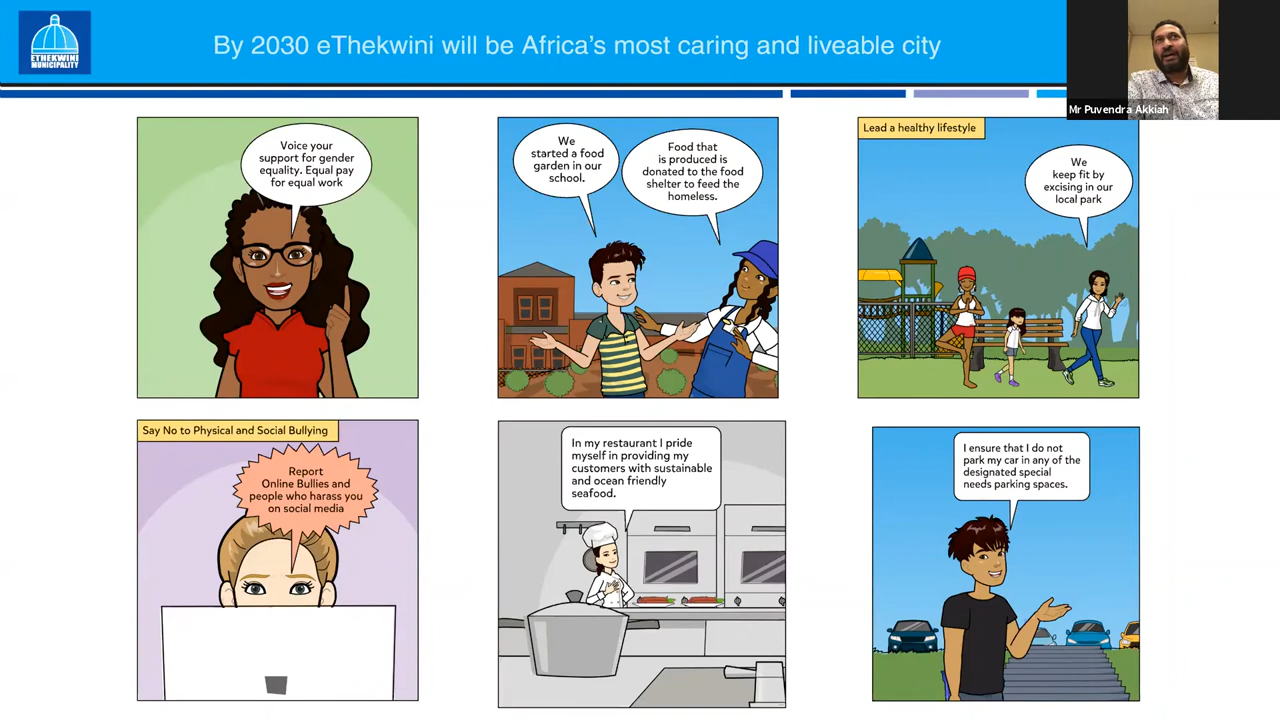 ETHEKWINI
MUNICIPALITY
By 2030 eThekwini will be Africa's most caring and liveable city
Mr Puvendra Akkiah
Voice your
support for gender
equality. Equal pay
for equal work
We
started a food
garden in our
school.
Food that
is produced is
donated to the food
shelter to feed the
homeless.
Lead a healthy lifestyle
We
keep fit by
excising in our
local park
Say No to Physical and Social Bullying
Report
Online Bullies and
people who harass you
on social media
In my restaurant I pride
myself in providing my
customers with sustainable
and ocean friendly
seafood.
I ensure that I do not
park my car in any of the
designated special
needs parking spaces.